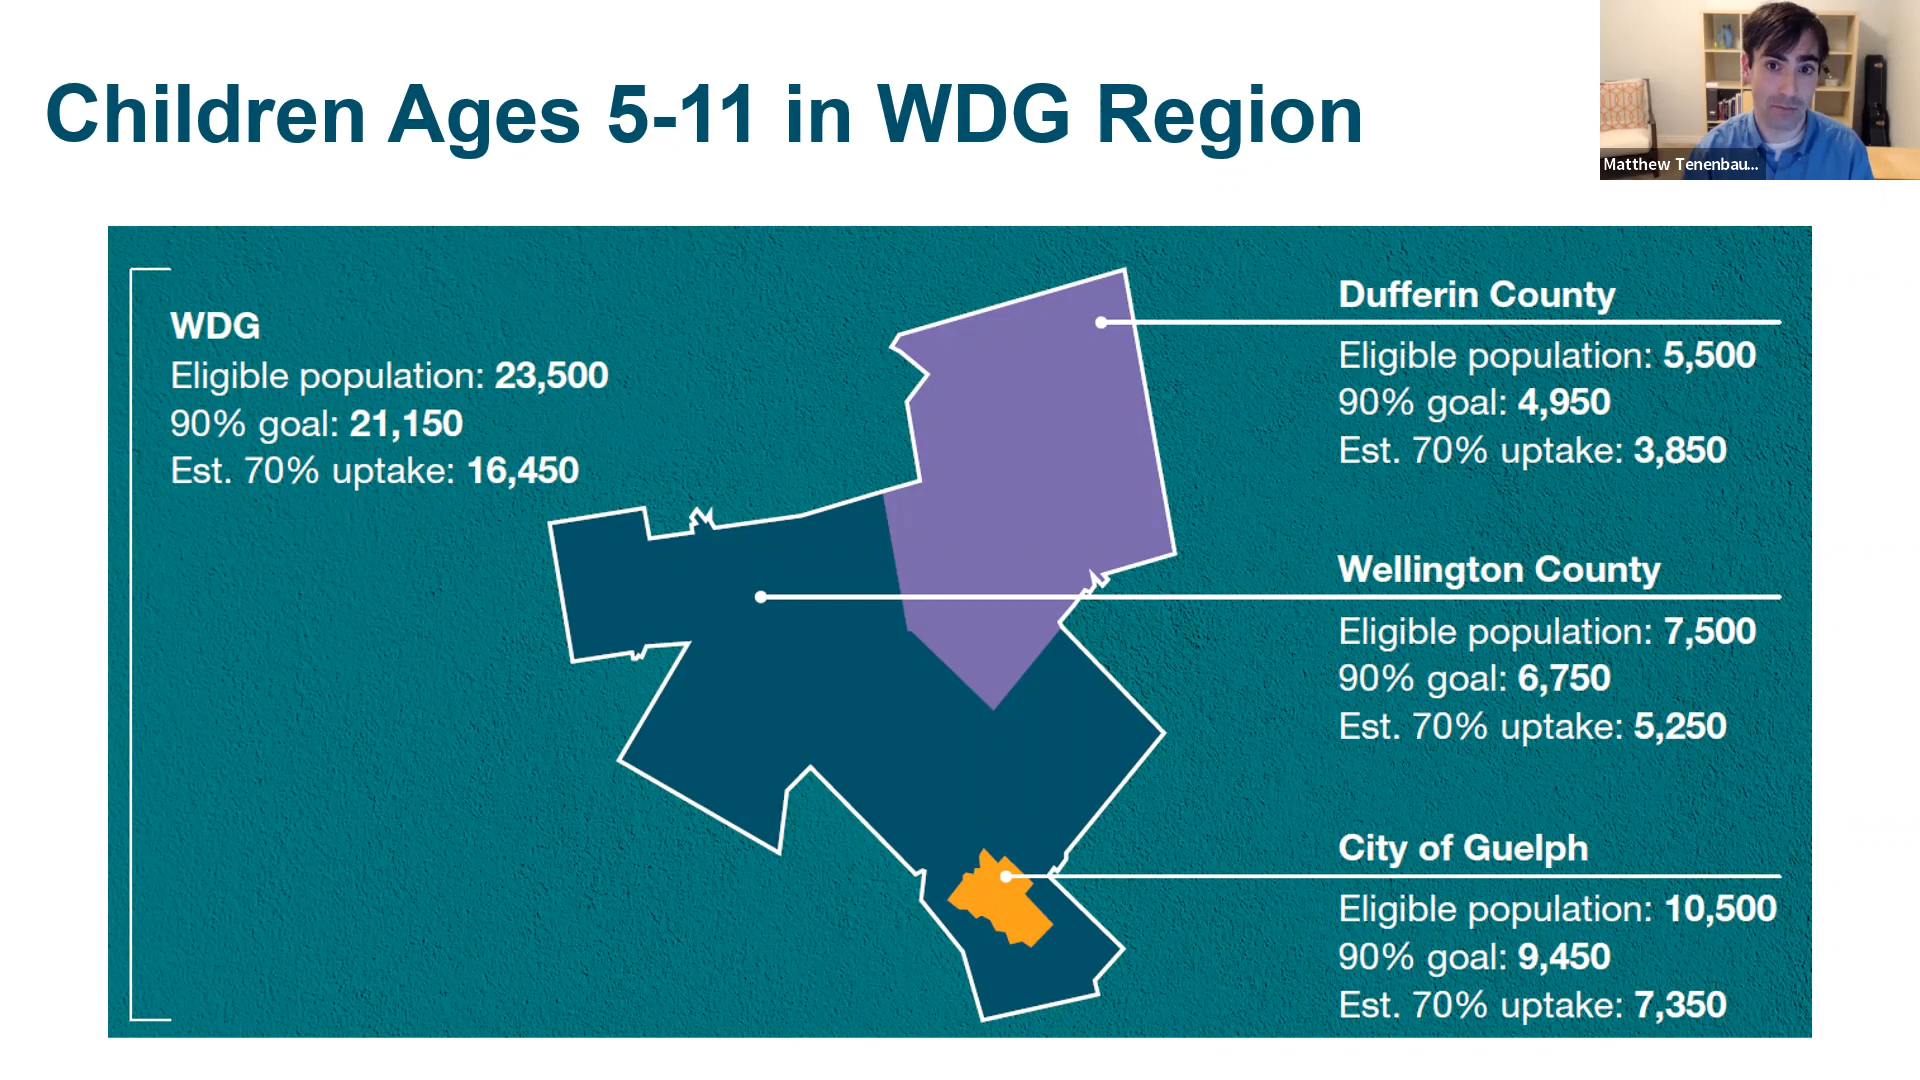 Children Ages 5-11 in WDG Region
Matthew Tenenbau...
WDG
Eligible population: 23,500
90% goal: 21,150
Est. 70% uptake: 16,450
Dufferin County
Eligible population: 5,500
90% goal: 4,950
Est. 70% uptake: 3,850
Wellington County
Eligible population: 7,500
90% goal: 6,750
Est. 70% uptake: 5,250
City of Guelph
Eligible population: 10,500
90% goal: 9,450
Est. 70% uptake: 7,350